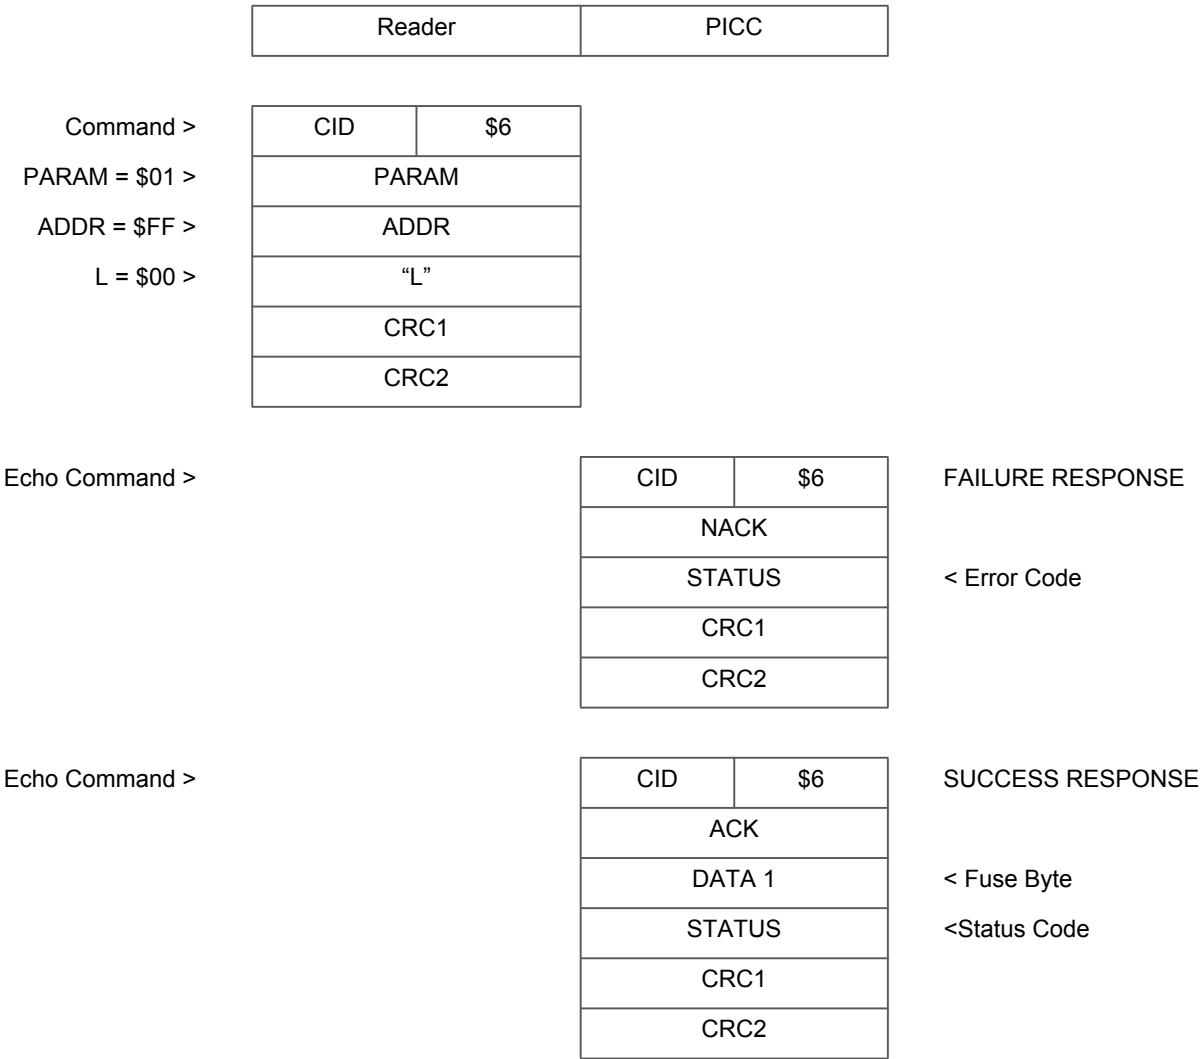 Reader PICC
Command > CID $6
PARAM = $01 > PARAM
ADDR = $FF > ADDR
L = $00 > “L”
CRC1
CRC2
Echo Command > CID $6 FAILURE RESPONSE
NACK
STATUS < Error Code
CRC1
CRC2
Echo Command > CID $6 SUCCESS RESPONSE
ACK
DATA 1 < Fuse Byte
STATUS <Status Code
CRC1
CRC2